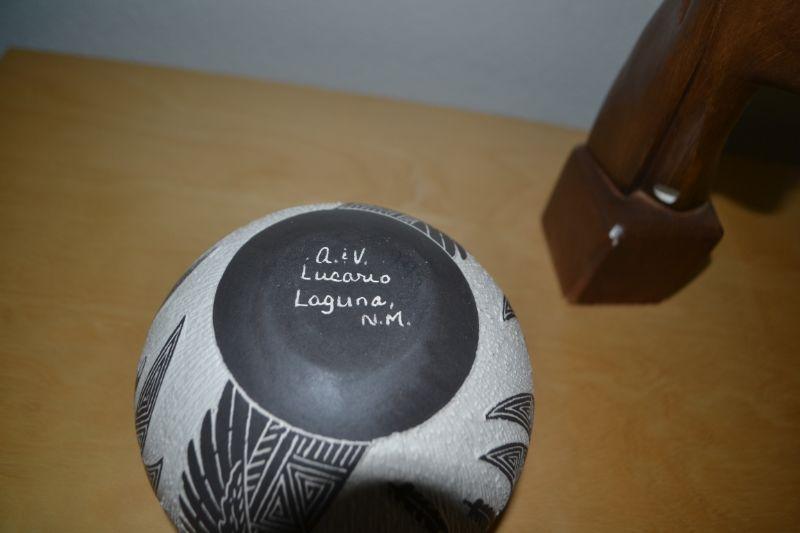 A. & V.
Lucario
Laguna,
N.M.